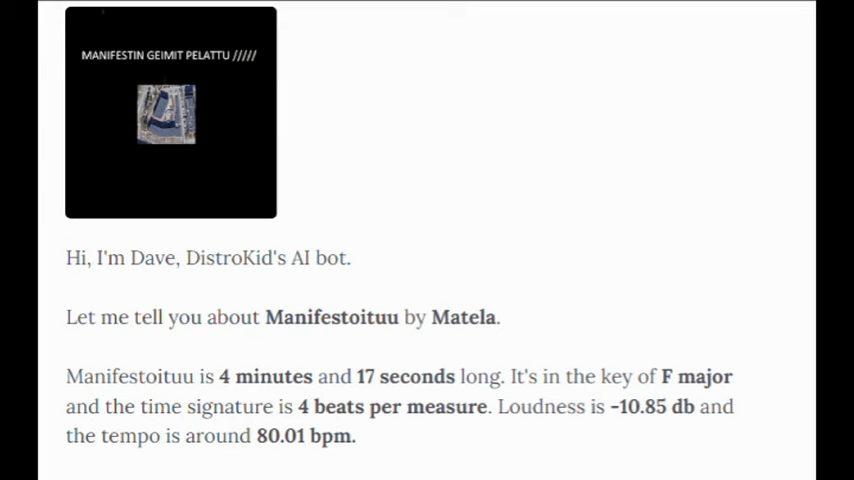 MANIFESTIN GEIMIT PELATTU /////
Hi, I'm Dave, DistroKid's AI bot.
Let me tell you about Manifestoituu by Matela.
Manifestoituu is 4 minutes and 17 seconds long. It's in the key of F major
and the time signature is 4 beats per measure. Loudness is -10.85 db and
the tempo is around 80.01 bpm.